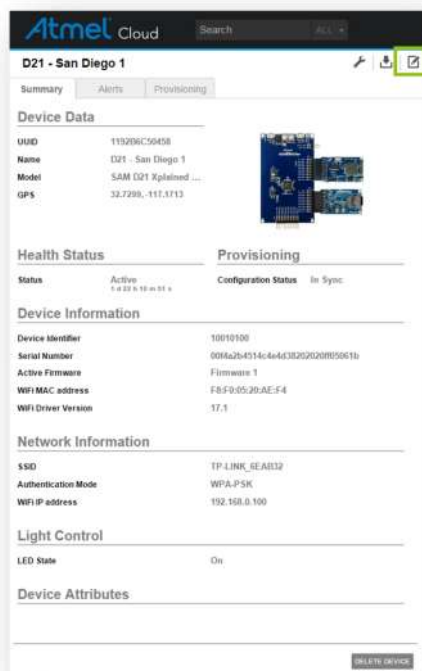 Atmel Cloud Search ALL
D21 - San Diego 1
Summary Alerts Provisioning
Device Data
UUID 119206C50458
Name D21 - San Diego 1
Model SAM D21 Xplained ...
GPS 32.7299,-117.1713
Health Status Provisioning
Status Active Configuration Status In Sync
Device Information
Device Identifier 10010100
Serial Number
Active Firmware Firmware 1
WiFi MAC address F8:F0:05:20:AE:F4
WiFi Driver Version 17.1
Network Information
SSID TP-LINK_6EAB32
Authentication Mode WPA-PSK
WiFi IP address 192.168.0.100
Light Control
LED State On
Device Attributes
DELETE DEVICE